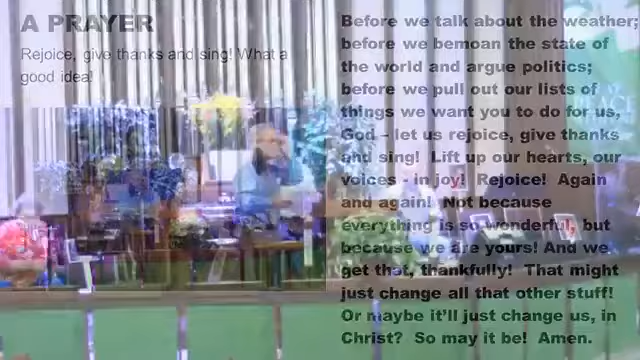 A PRAYER
Rejoice, give thanks and sing! What a
good idea!
Before we talk about the weather;
before we bemoan the state of
the world and argue politics;
before we pull out our lists of
things we want you to do for us,
God - let us rejoice, give thanks
and sing!  Lift up our hearts, our
voices - in joy!  Rejoice!  Again
and again!  Not because
everything is so wonderful, but
because we are yours! And we
get that, thankfully!  That might
just change all that other stuff!
Or maybe it'll just change us, in
Christ?  So may it be!  Amen.
PEACE